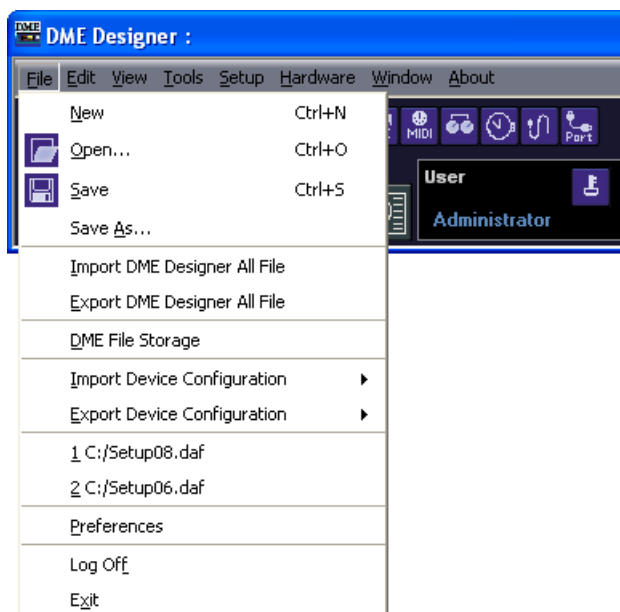 DME DME Designer :
File Edit View Tools Setup Hardware Window About
New Ctrl+N
MIDI Port
Open... Ctrl+O
Save Ctrl+S
User
Administrator
Save As...
Import DME Designer All File
Export DME Designer All File
DME File Storage
Import Device Configuration
Export Device Configuration
1 C:/Setup08.daf
2 C:/Setup06.daf
Preferences
Log Off
Exit